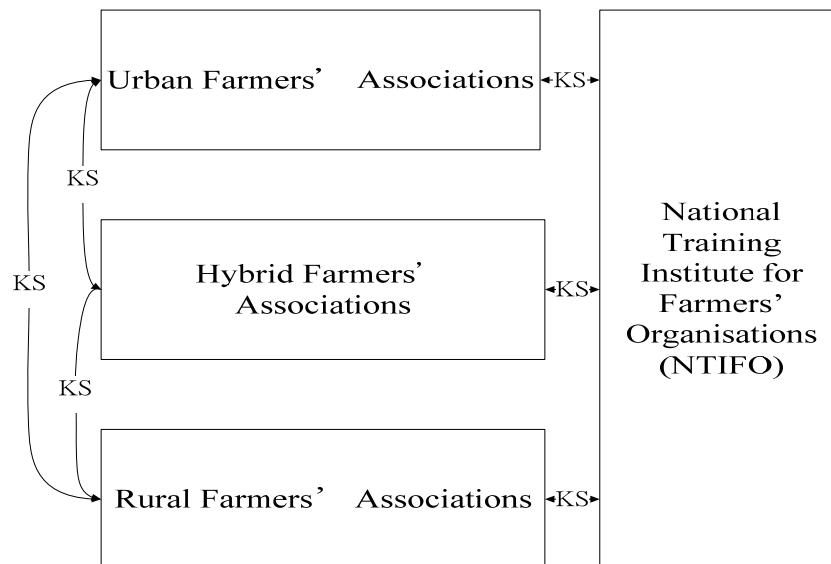 Urban Farmers’ Associations
KS
KS
KS
Hybrid Farmers’
Associations
KS
KS
Rural Farmers’ Associations
KS
National
Training
Institute for
Farmers’
Organisations
(NTIFO)